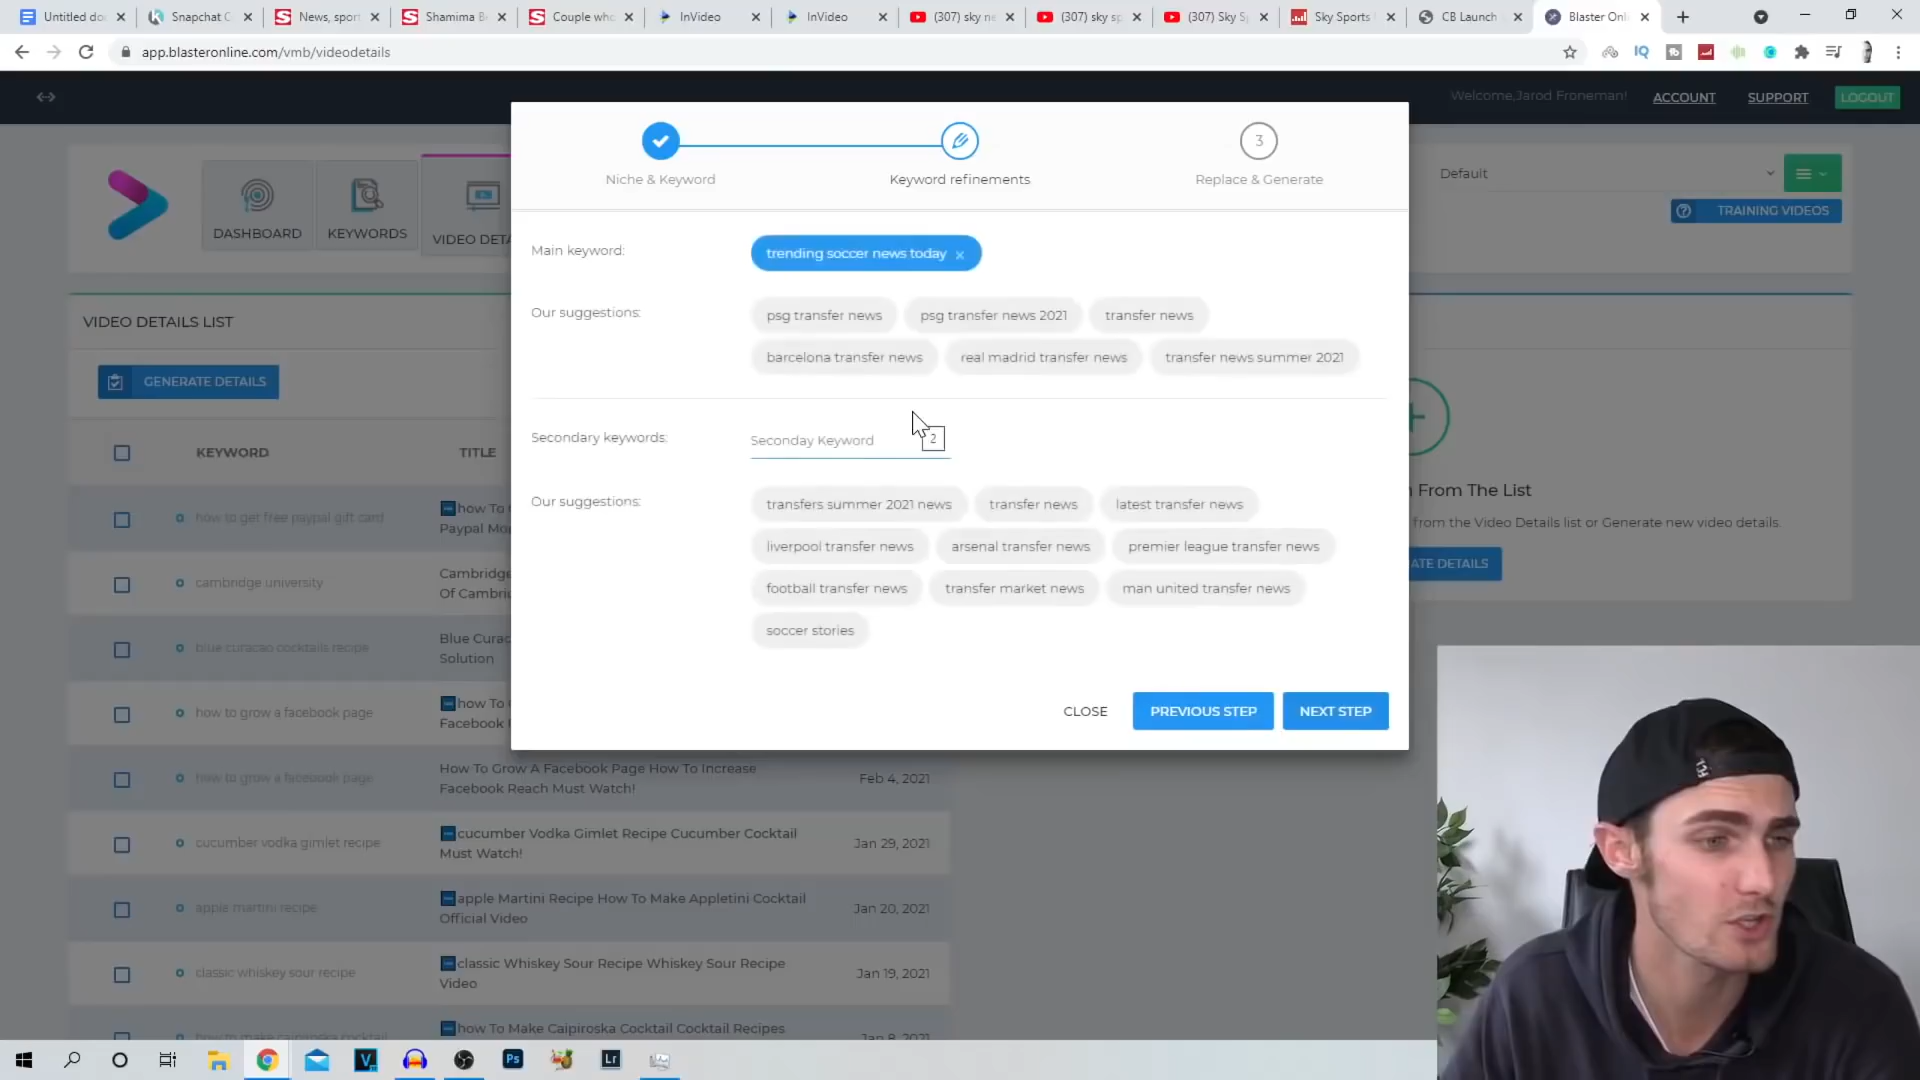 Untitled do
Snapchat C
News, spor
Shamima B
Couple who
InVideo
InVideo
(307) sky n
(307) sky sp
(307) Sky S
Sky Sports
CB Launch
Blaster Onli
app.blasteronline.com/vmb/videodetails
Welcome,Jarod Froneman!
ACCOUNT
SUPPORT
LOGOUT
DASHBOARD
KEYWORDS
VIDEO DETA
Default
TRAINING VIDEOS
3
Niche & Keyword
Keyword refinements
Replace & Generate
Main keyword:
trending soccer news today x
Our suggestions:
psg transfer news
psg transfer news 2021
transfer news
barcelona transfer news
real madrid transfer news
transfer news summer 2021
Secondary keywords:
Seconday Keyword
2
Our suggestions:
transfers summer 2021 news
transfer news
latest transfer news
liverpool transfer news
arsenal transfer news
premier league transfer news
football transfer news
transfer market news
man united transfer news
soccer stories
CLOSE
PREVIOUS STEP
NEXT STEP
VIDEO DETAILS LIST
GENERATE DETAILS
KEYWORD
TITLE
how to get free paypal gift card
how To
Paypal Mo
cambridge university
Cambridge
Of Cambri
blue curacao cocktails recipe
Blue Curac
Solution
how to grow a facebook page
how To
Facebook
how to grow a facebook page
How To Grow A Facebook Page How To Increase
Facebook Reach Must Watch!
Feb 4, 2021
cucumber vodka gimlet recipe
cucumber Vodka Gimlet Recipe Cucumber Cocktail
Must Watch!
Jan 29, 2021
apple martini recipe
apple Martini Recipe How To Make Appletini Cocktail
Official Video
Jan 20, 2021
classic whiskey sour recipe
classic Whiskey Sour Recipe Whiskey Sour Recipe
Video
Jan 19, 2021
how to make caipiroska cocktail
how To Make Caipiroska Cocktail Cocktail Recipes
Jan 8, 2021
From The List
from the Video Details list or Generate new video details.
ATE DETAILS